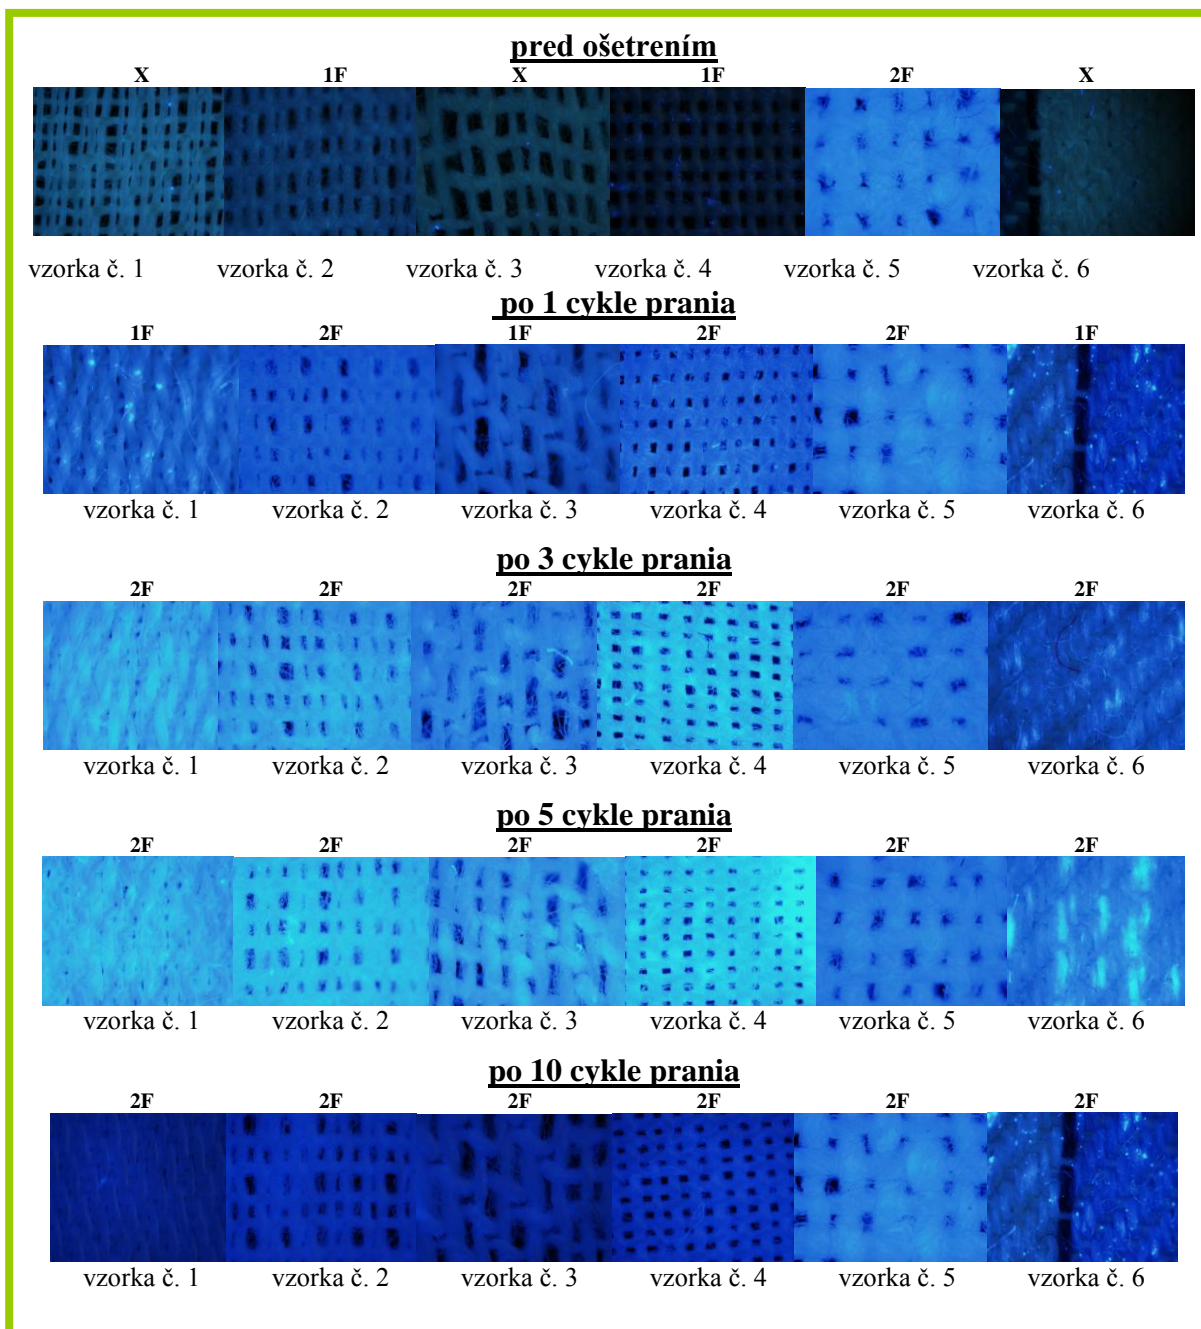 pred ošetrením
X 1F X 1F 2F X
vzorka č. 1 vzorka č. 2 vzorka č. 3 vzorka č. 4 vzorka č. 5 vzorka č. 6
po 1 cykle prania
1F 2F 1F 2F 2F 1F
vzorka č. 1 vzorka č. 2 vzorka č. 3 vzorka č. 4 vzorka č. 5 vzorka č. 6
po 3 cykle prania
2F 2F 2F 2F 2F 2F
vzorka č. 1 vzorka č. 2 vzorka č. 3 vzorka č. 4 vzorka č. 5 vzorka č. 6
po 5 cykle prania
2F 2F 2F 2F 2F 2F
vzorka č. 1 vzorka č. 2 vzorka č. 3 vzorka č. 4 vzorka č. 5 vzorka č. 6
po 10 cykle prania
2F 2F 2F 2F 2F 2F
vzorka č. 1 vzorka č. 2 vzorka č. 3 vzorka č. 4 vzorka č. 5 vzorka č. 6